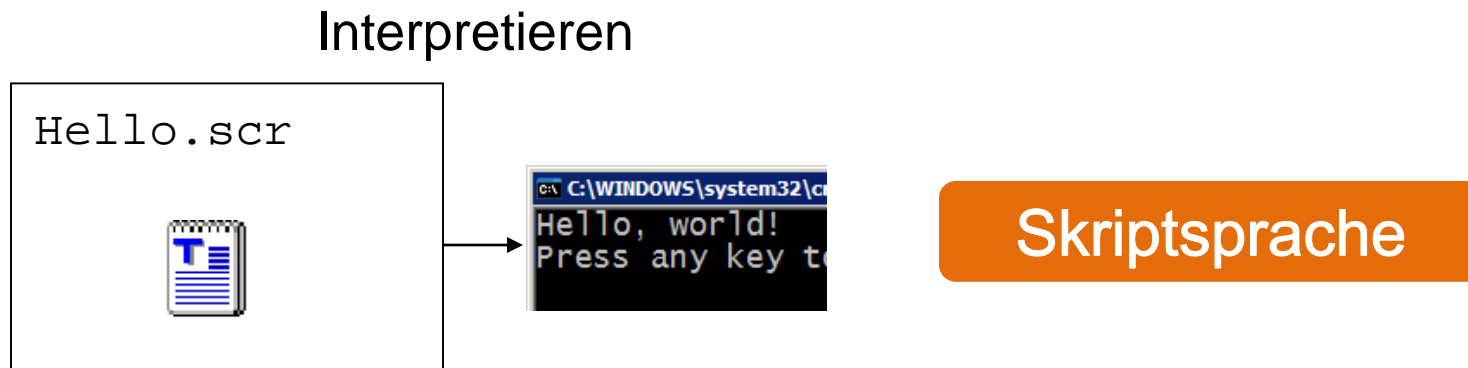 Interpretieren
Hello.scr
C:\WINDOWS\system32\c
Hello, world!
Press any key t
Skriptsprache